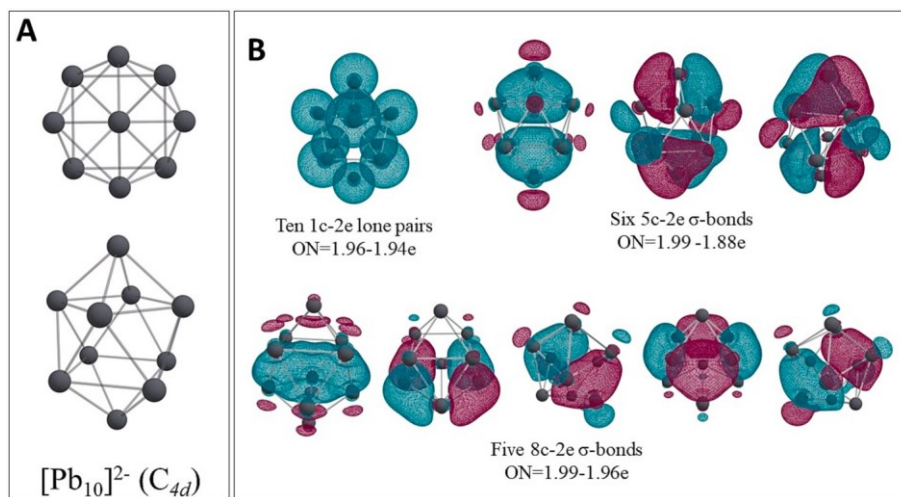 A
[Pb10]2- (C4d)
B
Ten 1c-2e lone pairs
ON=1.96-1.94e
Six 5c-2e σ-bonds
ON=1.99 -1.88e
Five 8c-2e σ-bonds
ON=1.99-1.96e